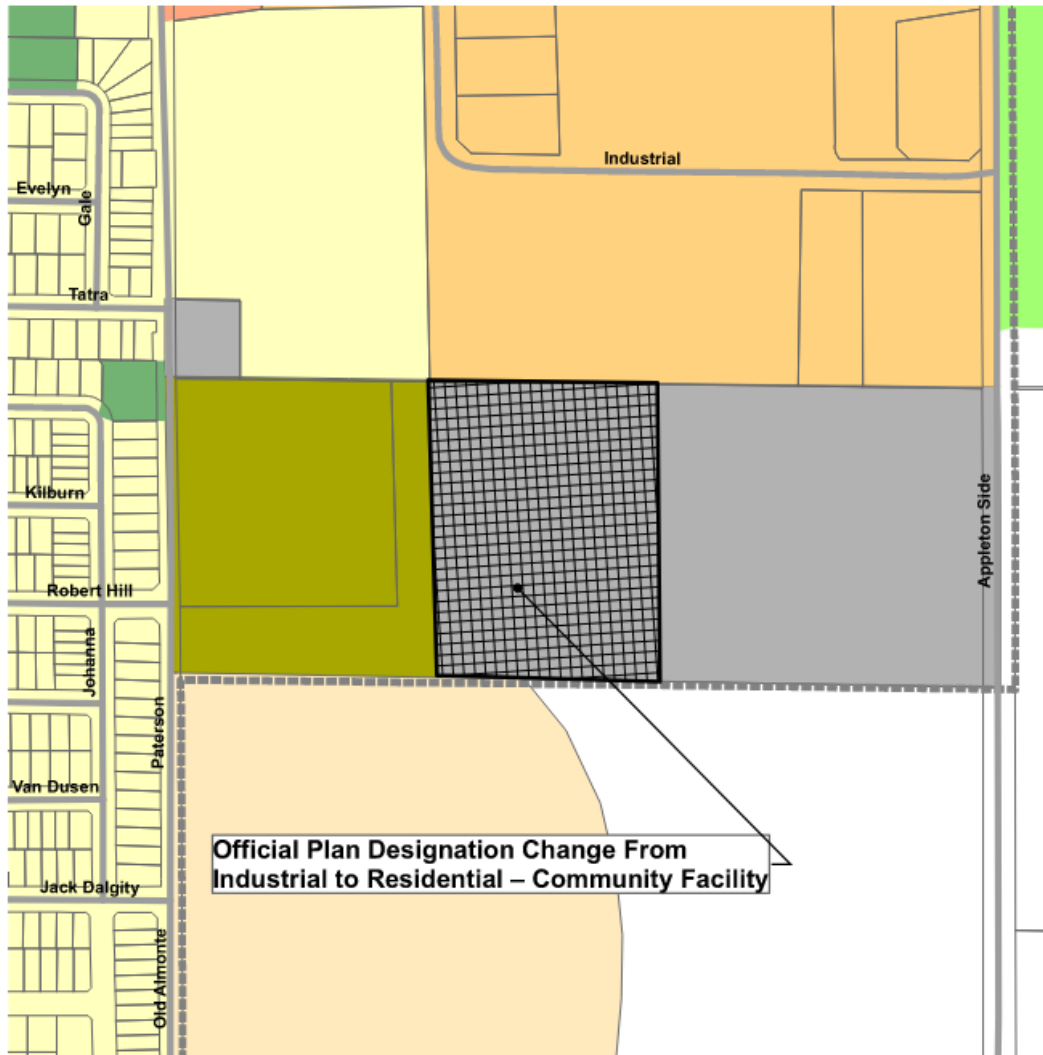 Industrial
Evelyn
Gale
Tatra
Kilburn
Appleton Side
Robert Hill
Johanna
Paterson
Van Dusen
Official Plan Designation Change From
Industrial to Residential – Community Facility
Jack Dalgity
Old Almonte